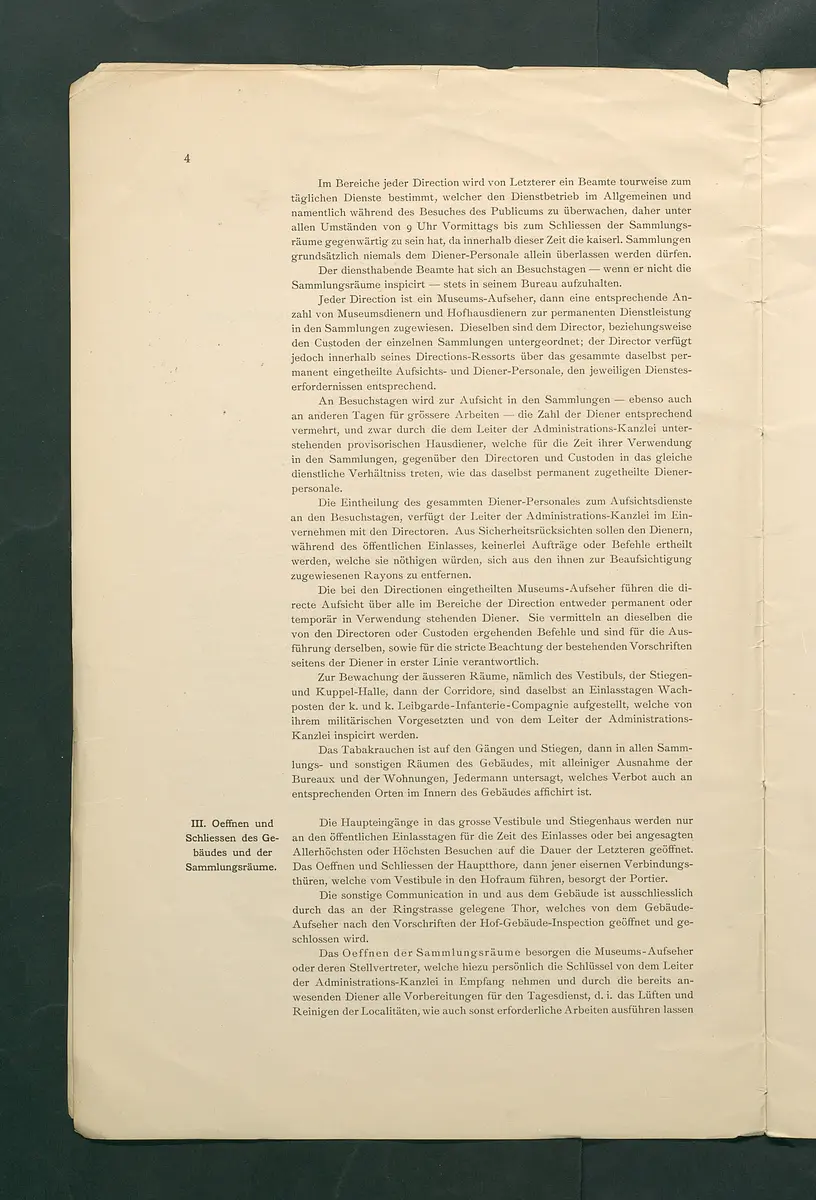 4
Im Bereiche jeder Direction wird von Letzterer ein Beamte tourweise zum
täglichen Dienste bestimmt, welcher den Dienstbetrieb im Allgemeinen und
namentlich während des Besuches des Publicums zu überwachen, daher unter
allen Umständen von 9 Uhr Vormittags bis zum Schliessen der Sammlungs-
räume gegenwärtig zu sein hat, da innerhalb dieser Zeit die kaiserl. Sammlungen
grundsätzlich niemals dem Diener-Personale allein überlassen werden dürfen.
Der diensthabende Beamte hat sich an Besuchstagen — wenn er nicht die
Sammlungsräume inspicirt — stets in seinem Bureau aufzuhalten.
Jeder Direction ist ein Museums-Aufseher, dann eine entsprechende An-
zahl von Museumsdienern und Hofhausdienern zur permanenten Dienstleistung
in den Sammlungen zugewiesen. Dieselben sind dem Director, beziehungsweise
den Custoden der einzelnen Sammlungen untergeordnet; der Director verfügt
jedoch innerhalb seines Directions-Ressorts über das gesammte daselbst per-
manent eingetheilte Aufsichts- und Diener-Personale, den jeweiligen Dienstes-
erfordernissen entsprechend.
An Besuchstagen wird zur Aufsicht in den Sammlungen — ebenso auch
an anderen Tagen für grössere Arbeiten — die Zahl der Diener entsprechend
vermehrt, und zwar durch die dem Leiter der Administrations-Kanzlei unter-
stehenden provisorischen Hausdiener, welche für die Zeit ihrer Verwendung
in den Sammlungen, gegenüber den Directoren und Custoden in das gleiche
dienstliche Verhältniss treten, wie das daselbst permanent zugetheilte Diener-
personale.
Die Eintheilung des gesammten Diener-Personales zum Aufsichtsdienste
an den Besuchstagen, verfügt der Leiter der Administrations-Kanzlei im Ein-
vernehmen mit den Directoren. Aus Sicherheitsrücksichten sollen den Dienern,
während des öffentlichen Einlasses, keinerlei Aufträge oder Befehle ertheilt
werden, welche sie nöthigen würden, sich aus den ihnen zur Beaufsichtigung
zugewiesenen Rayons zu entfernen.
Die bei den Directionen eingetheilten Museums-Aufseher führen die di-
recte Aufsicht über alle im Bereiche der Direction entweder permanent oder
temporär in Verwendung stehenden Diener. Sie vermitteln an dieselben die
von den Directoren oder Custoden ergehenden Befehle und sind für die Aus-
führung derselben, sowie für die stricte Beachtung der bestehenden Vorschriften
seitens der Diener in erster Linie verantwortlich.
Zur Bewachung der äusseren Räume, nämlich des Vestibuls, der Stiegen-
und Kuppel-Halle, dann der Corridore, sind daselbst an Einlasstagen Wach-
posten der k. und k. Leibgarde-Infanterie-Compagnie aufgestellt, welche von
ihrem militärischen Vorgesetzten und von dem Leiter der Administrations-
Kanzlei inspicirt werden.
Das Tabakrauchen ist auf den Gängen und Stiegen, dann in allen Samm-
lungs- und sonstigen Räumen des Gebäudes, mit alleiniger Ausnahme der
Bureaux und der Wohnungen, Jedermann untersagt, welches Verbot auch an
entsprechenden Orten im Innern des Gebäudes affichirt ist.
III. Oeffnen und
Schliessen des Ge-
bäudes und der
Sammlungsräume.
Die Haupteingänge in das grosse Vestibule und Stiegenhaus werden nur
an den öffentlichen Einlasstagen für die Zeit des Einlasses oder bei angesagten
Allerhöchsten oder Höchsten Besuchen auf die Dauer der Letzteren geöffnet.
Das Oeffnen und Schliessen der Hauptthore, dann jener eisernen Verbindungs-
thüren, welche vom Vestibule in den Hofraum führen, besorgt der Portier.
Die sonstige Communication in und aus dem Gebäude ist ausschliesslich
durch das an der Ringstrasse gelegene Thor, welches von dem Gebäude-
Aufseher nach den Vorschriften der Hof-Gebäude-Inspection geöffnet und ge-
schlossen wird.
Das Oeffnen der Sammlungsräume besorgen die Museums-Aufseher
oder deren Stellvertreter, welche hiezu persönlich die Schlüssel von dem Leiter
der Administrations-Kanzlei in Empfang nehmen und durch die bereits an-
wesenden Diener alle Vorbereitungen für den Tagesdienst, d. i. das Lüften und
Reinigen der Localitäten, wie auch sonst erforderliche Arbeiten ausführen lassen